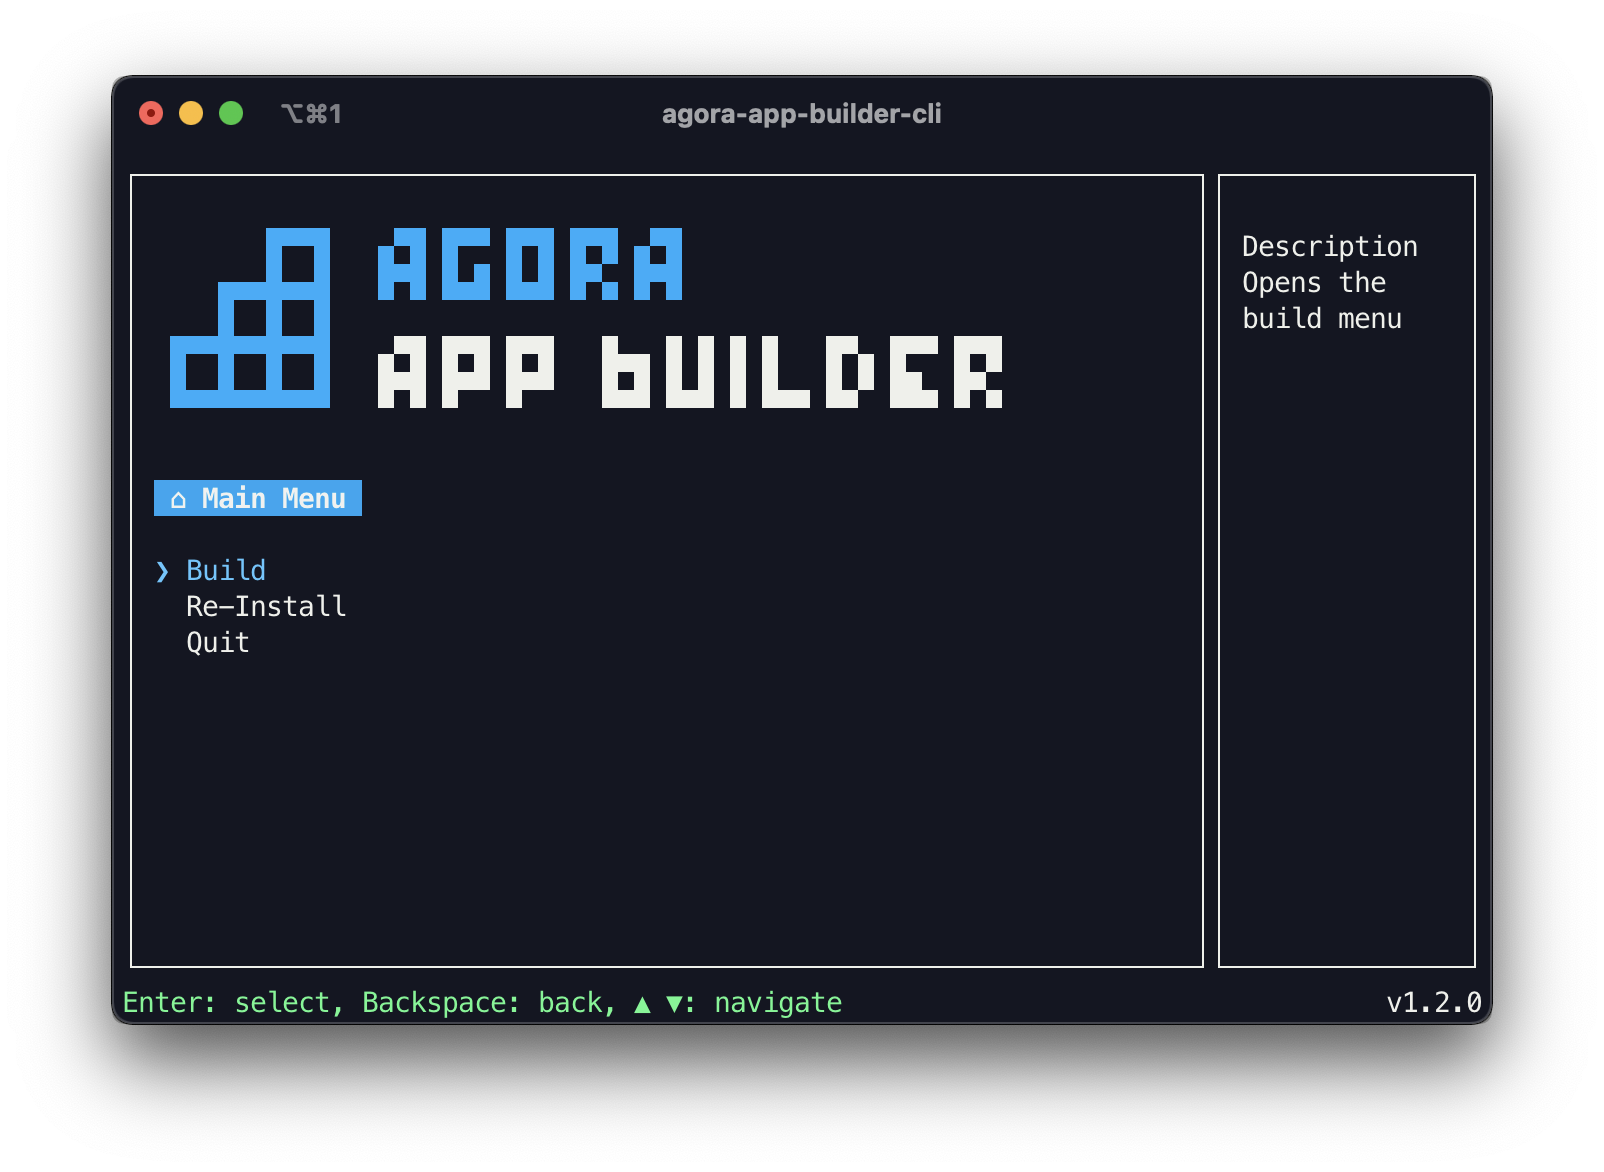 ⌥⌘1
agora-app-builder-cli
AGORA
APP bUILDER
⌂ Main Menu
❯ Build
Re-Install
Quit
Description
Opens the
build menu
Enter: select, Backspace: back, ▲ ▼: navigate
v1.2.0